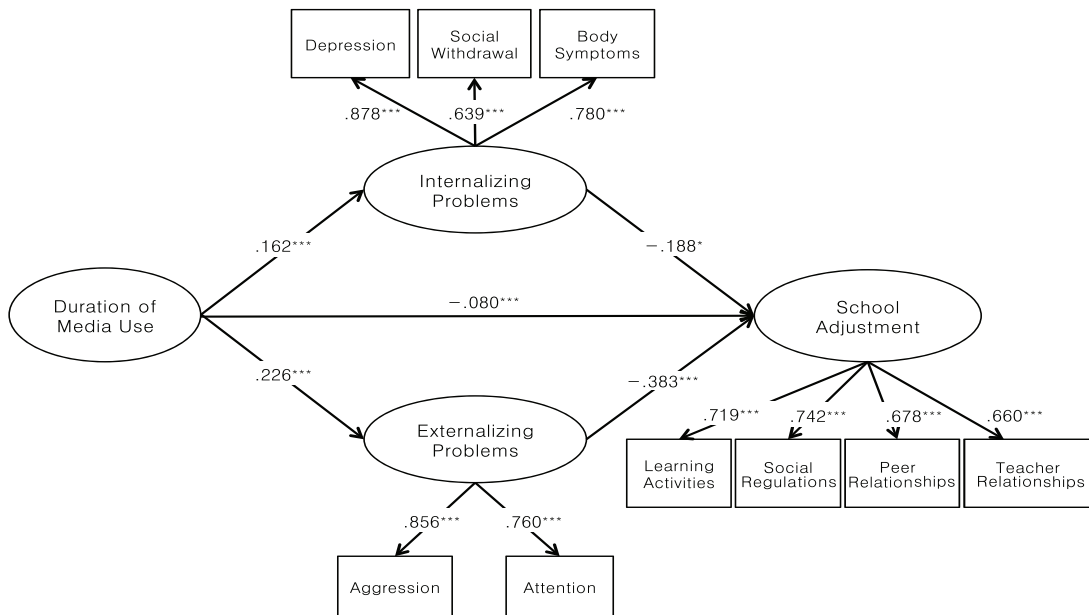 Depression
Social
Withdrawal
Body
Symptoms
.878***
.639***
.780***
Internalizing
Problems
.162***
−.188*
Duration of
Media Use
−.080***
School
Adjustment
.226***
−.383***
Externalizing
Problems
.719***
.742***
.678***
.660***
Learning
Activities
Social
Regulations
Peer
Relationships
Teacher
Relationships
.856***
.760***
Aggression
Attention